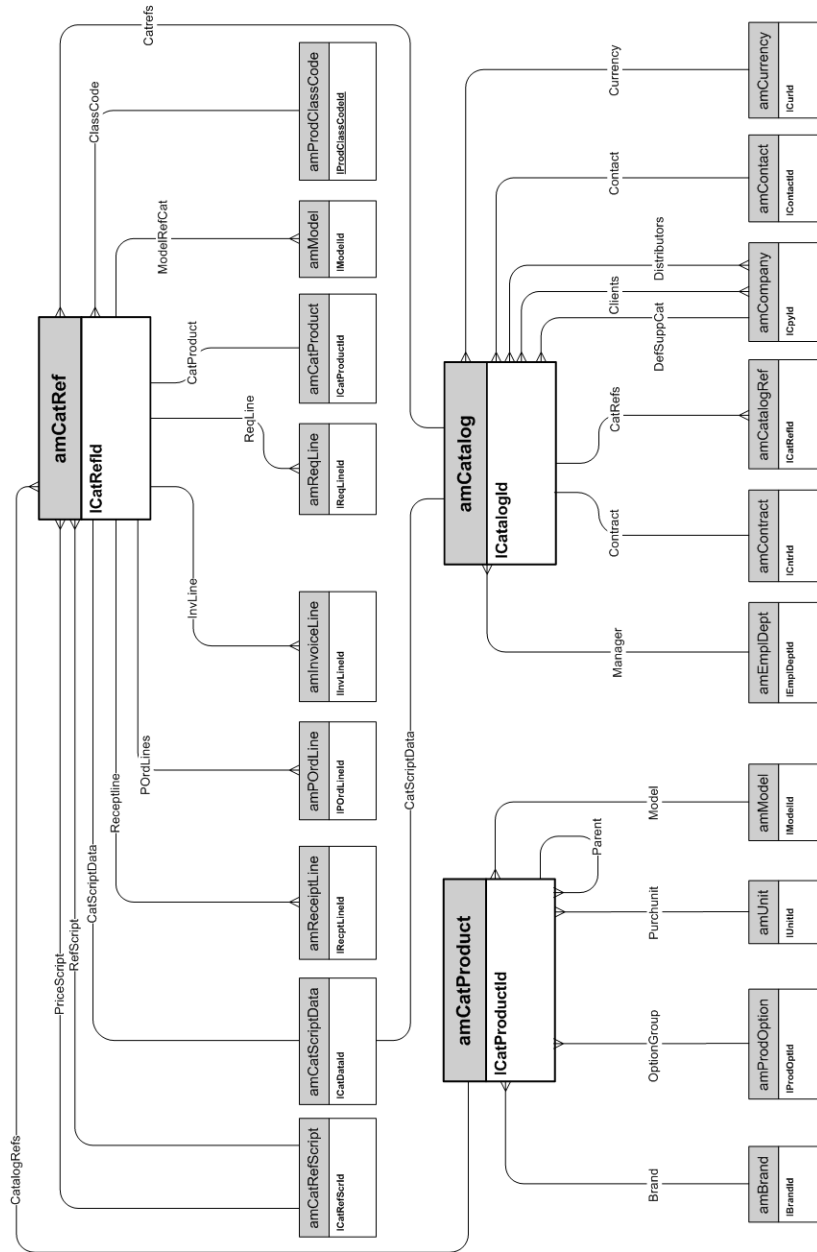 CatalogRefs
PriceScript
RefScript
CatScriptData
Receptline
POrdLines
InvLine
ReqLine
CatProduct
ModelRefCat
ClassCode
Catrefs
amCatRef
lCatRefId
amCatRefScript
lCatRefScrId
amCatScriptData
lCatDataId
amReceiptLine
lRecptLineId
amPOrdLine
lPOrdLineId
amInvoiceLine
lInvLineId
amReqLine
lReqLineId
amCatProduct
lCatProductId
amModel
lModelId
amProdClassCode
lProdClassCodeId
CatScriptData
amCatProduct
lCatProductId
amCatalog
lCatalogId
Brand
OptionGroup
Purchunit
Parent
Model
Manager
Contract
CatRefs
DefSuppCat
Clients
Distributors
Contact
Currency
amBrand
lBrandId
amProdOption
lProdOptId
amUnit
lUnitId
amModel
lModelId
amEmplDept
lEmplDeptId
amContract
lCntrId
amCatalogRef
lCatRefId
amCompany
lCpyId
amContact
lContactId
amCurrency
lCurId